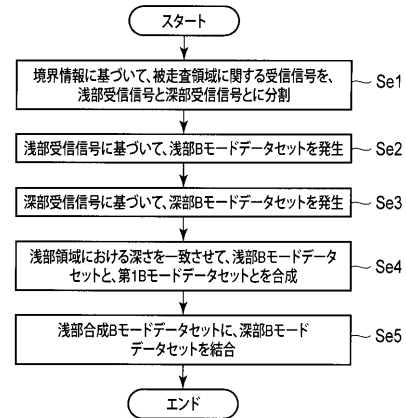 スタート
境界情報に基づいて、被走査領域に関する受信信号を、
浅部受信信号と深部受信信号とに分割
Se1
浅部受信信号に基づいて、浅部Bモードデータセットを発生
Se2
深部受信信号に基づいて、深部Bモードデータセットを発生
Se3
浅部領域における深さを一致させて、浅部Bモードデータ
セットと、第1Bモードデータセットとを合成
Se4
浅部合成Bモードデータセットに、深部Bモード
データセットを結合
Se5
エンド